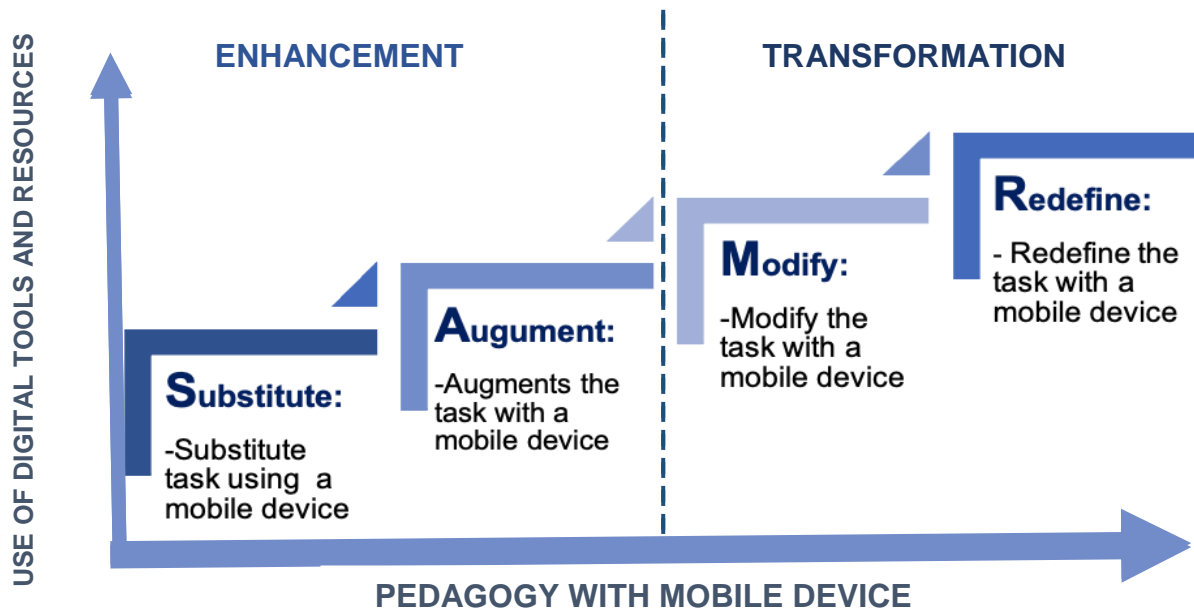 USE OF DIGITAL TOOLS AND RESOURCES
ENHANCEMENT
TRANSFORMATION
Substitute:
-Substitute
task using a
mobile device
Augument:
-Augments the
task with a
mobile device
Modify:
-Modify the
task with a
mobile device
Redefine:
- Redefine the
task with a
mobile device
PEDAGOGY WITH MOBILE DEVICE